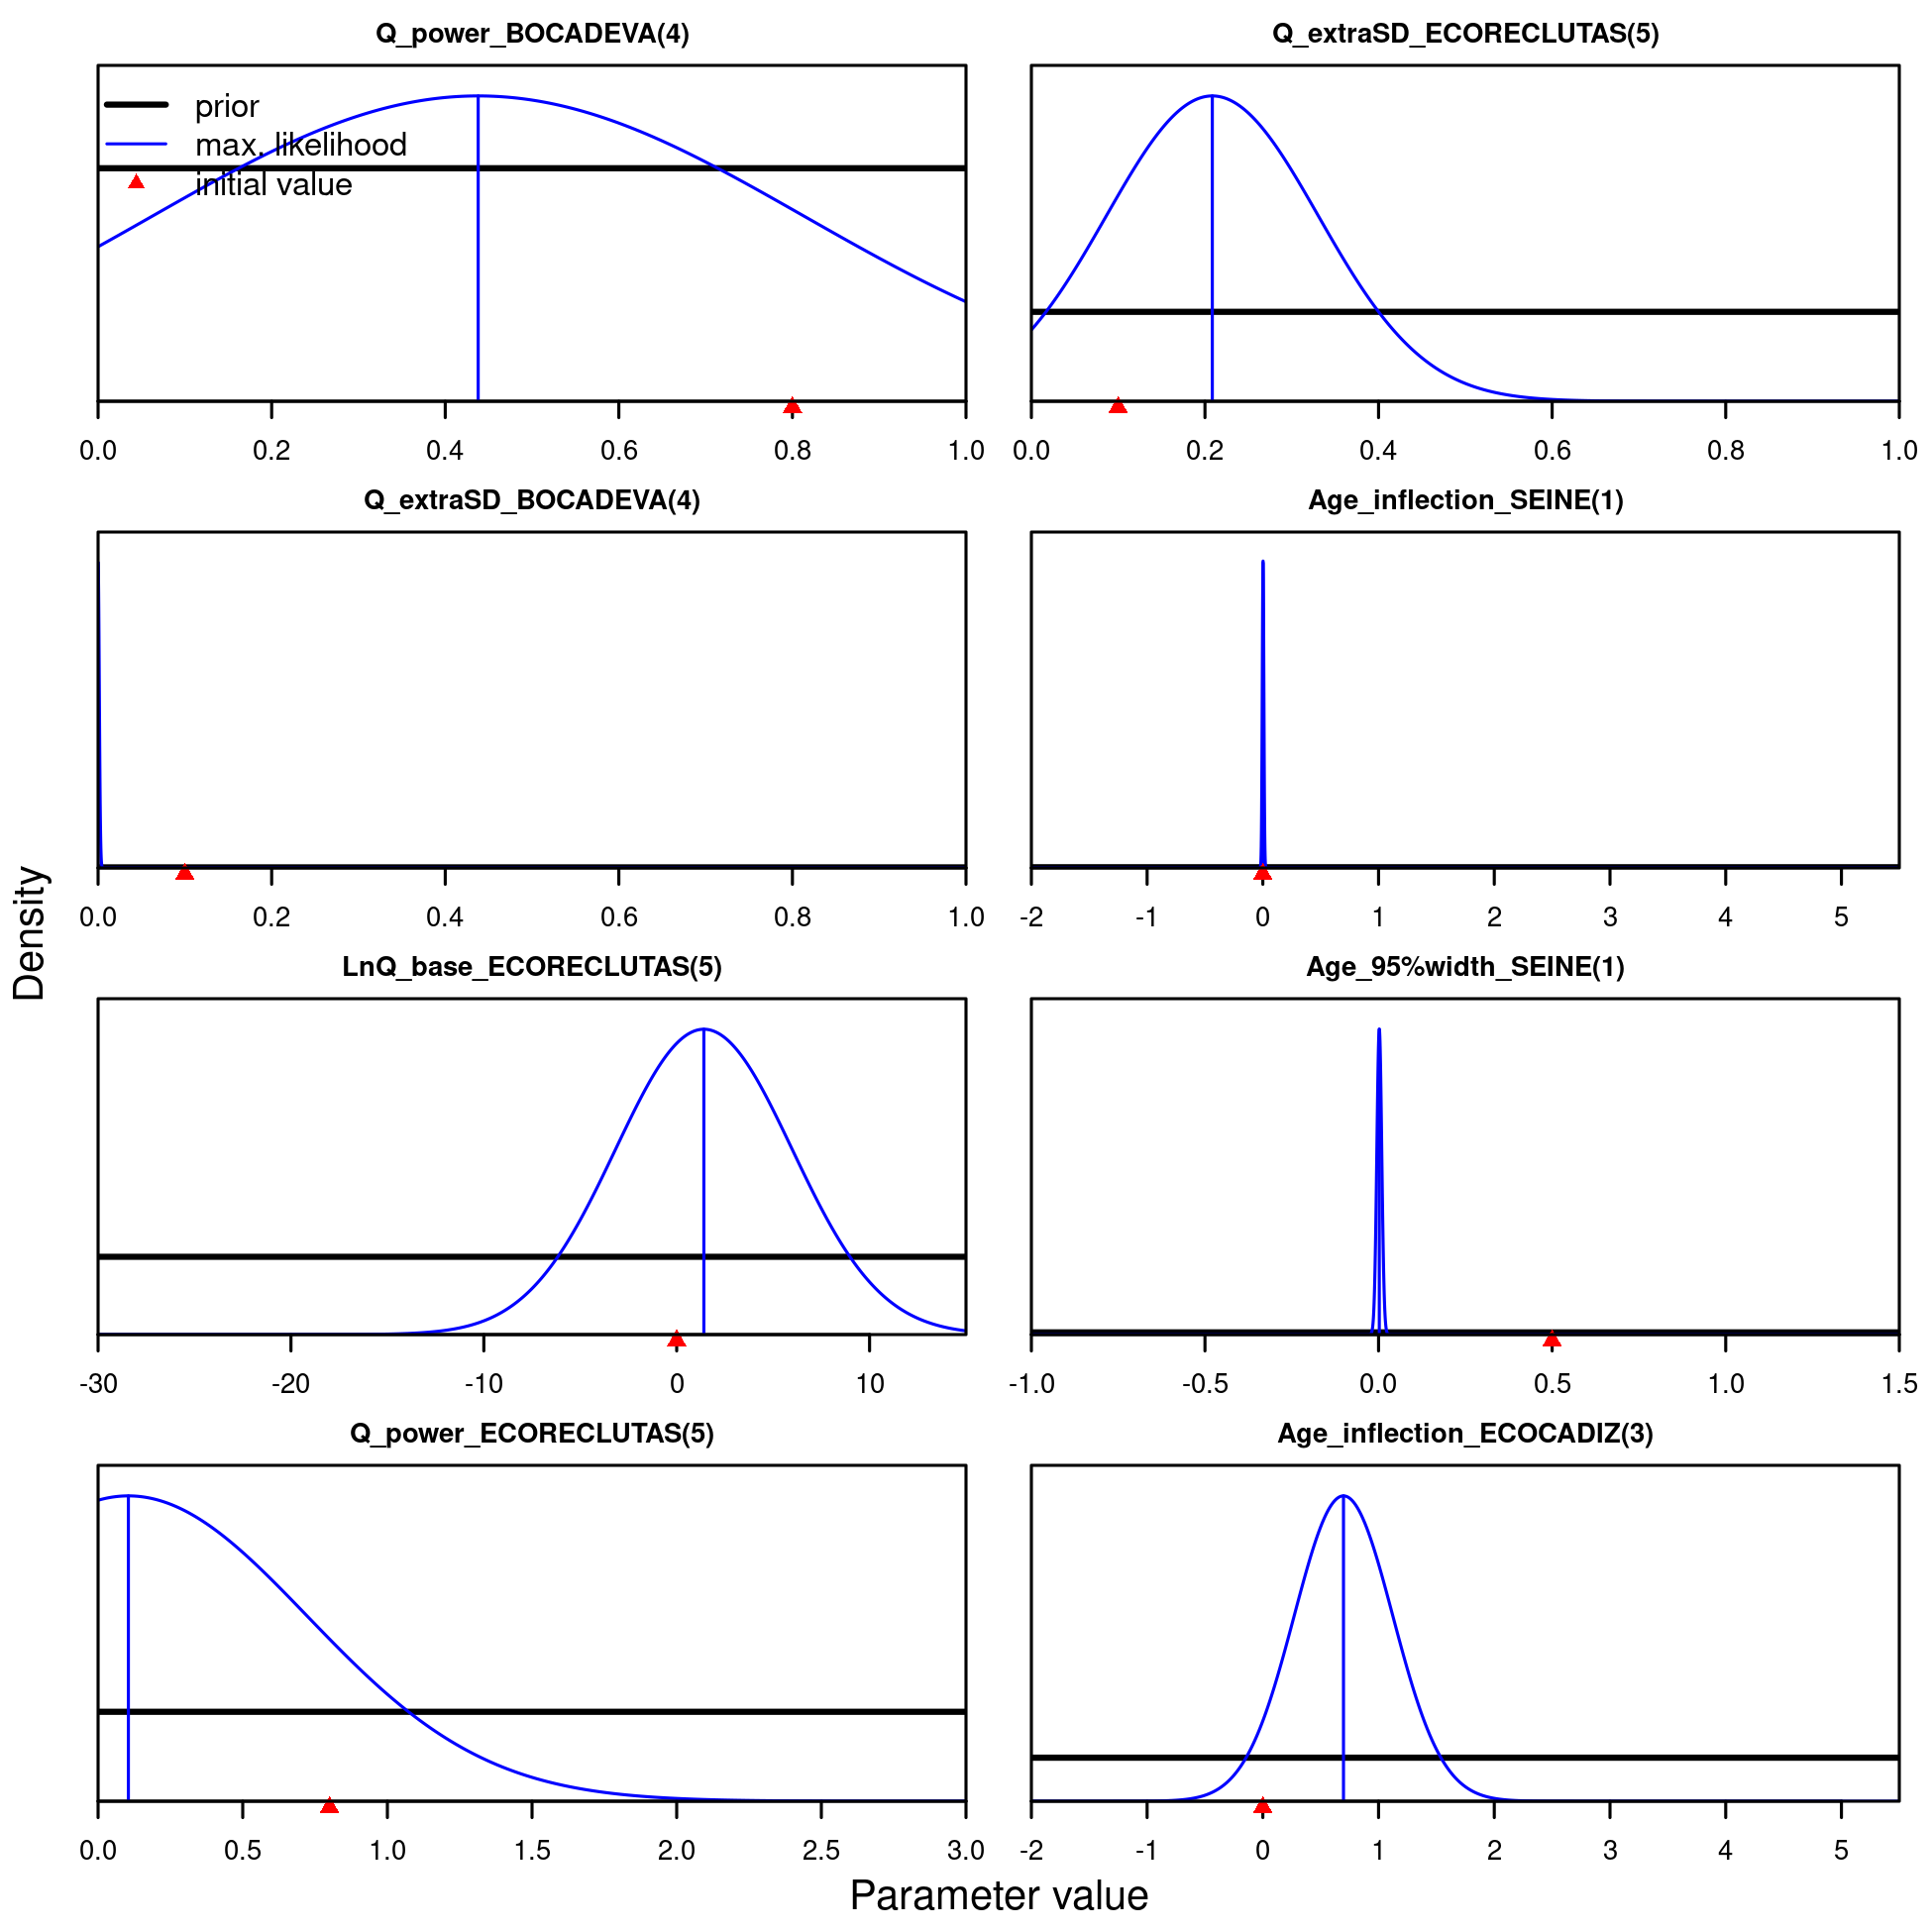 Q_power_BOCADEVA(4)
prior
max. likelihood
initial value
0.0 0.2 0.4 0.6 0.8 1.0
Q_extraSD_ECORECLUTAS(5)
0.0 0.2 0.4 0.6 0.8 1.0
Q_extraSD_BOCADEVA(4)
0.0 0.2 0.4 0.6 0.8 1.0
Age_inflection_SEINE(1)
-2 -1 0 1 2 3 4 5
LnQ_base_ECORECLUTAS(5)
-30 -20 -10 0 10
Age_95%width_SEINE(1)
-1.0 -0.5 0.0 0.5 1.0 1.5
Q_power_ECORECLUTAS(5)
0.0 0.5 1.0 1.5 2.0 2.5 3.0
Age_inflection_ECOCADIZ(3)
-2 -1 0 1 2 3 4 5
Density
Parameter value